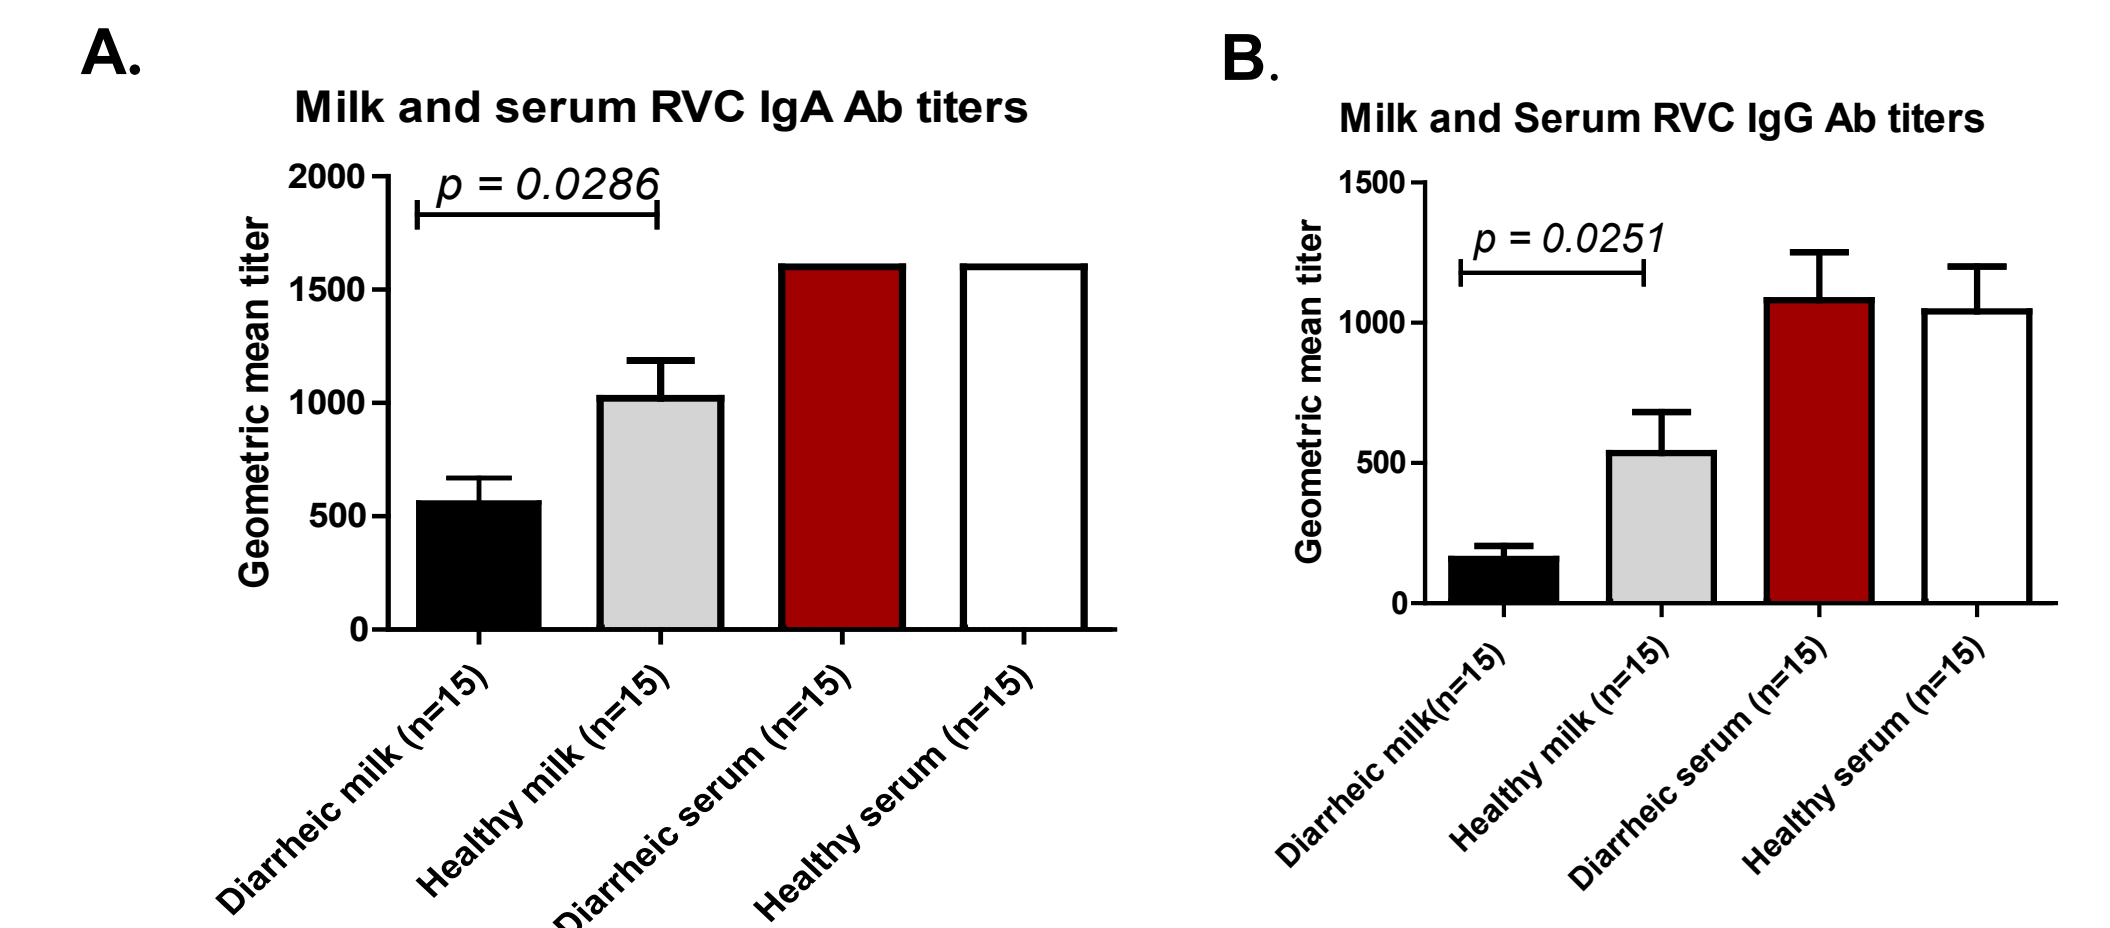 A.
Milk and serum RVC IgA Ab titers
Geometric mean titer
2000
1500
1000
500
0
p = 0.0286
Diarrheic milk (n=15)
Healthy milk (n=15)
Diarrheic serum (n=15)
Healthy serum (n=15)
B.
Milk and Serum RVC IgG Ab titers
Geometric mean titer
1500
1000
500
0
p = 0.0251
Diarrheic milk(n=15)
Healthy milk (n=15)
Diarrheic serum (n=15)
Healthy serum (n=15)